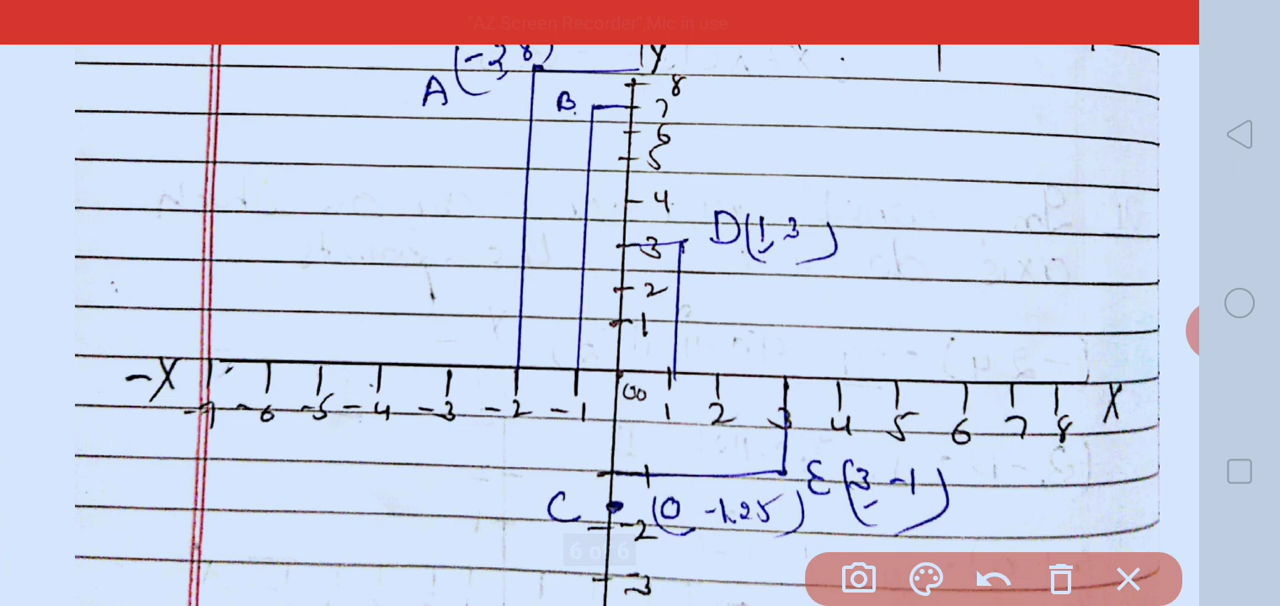 "AZ Screen Recorder" Mic in use
A (-2, 8) Y
8
B. 7
6
5
4
D(1, 3)
3
2
1
-X X
-7 -6 -5 -4 -3 -2 -1 00 1 2 3 4 5 6 7 8
-1 E(3, -1)
C (0, -1.25)
-2
6 of 6
-3